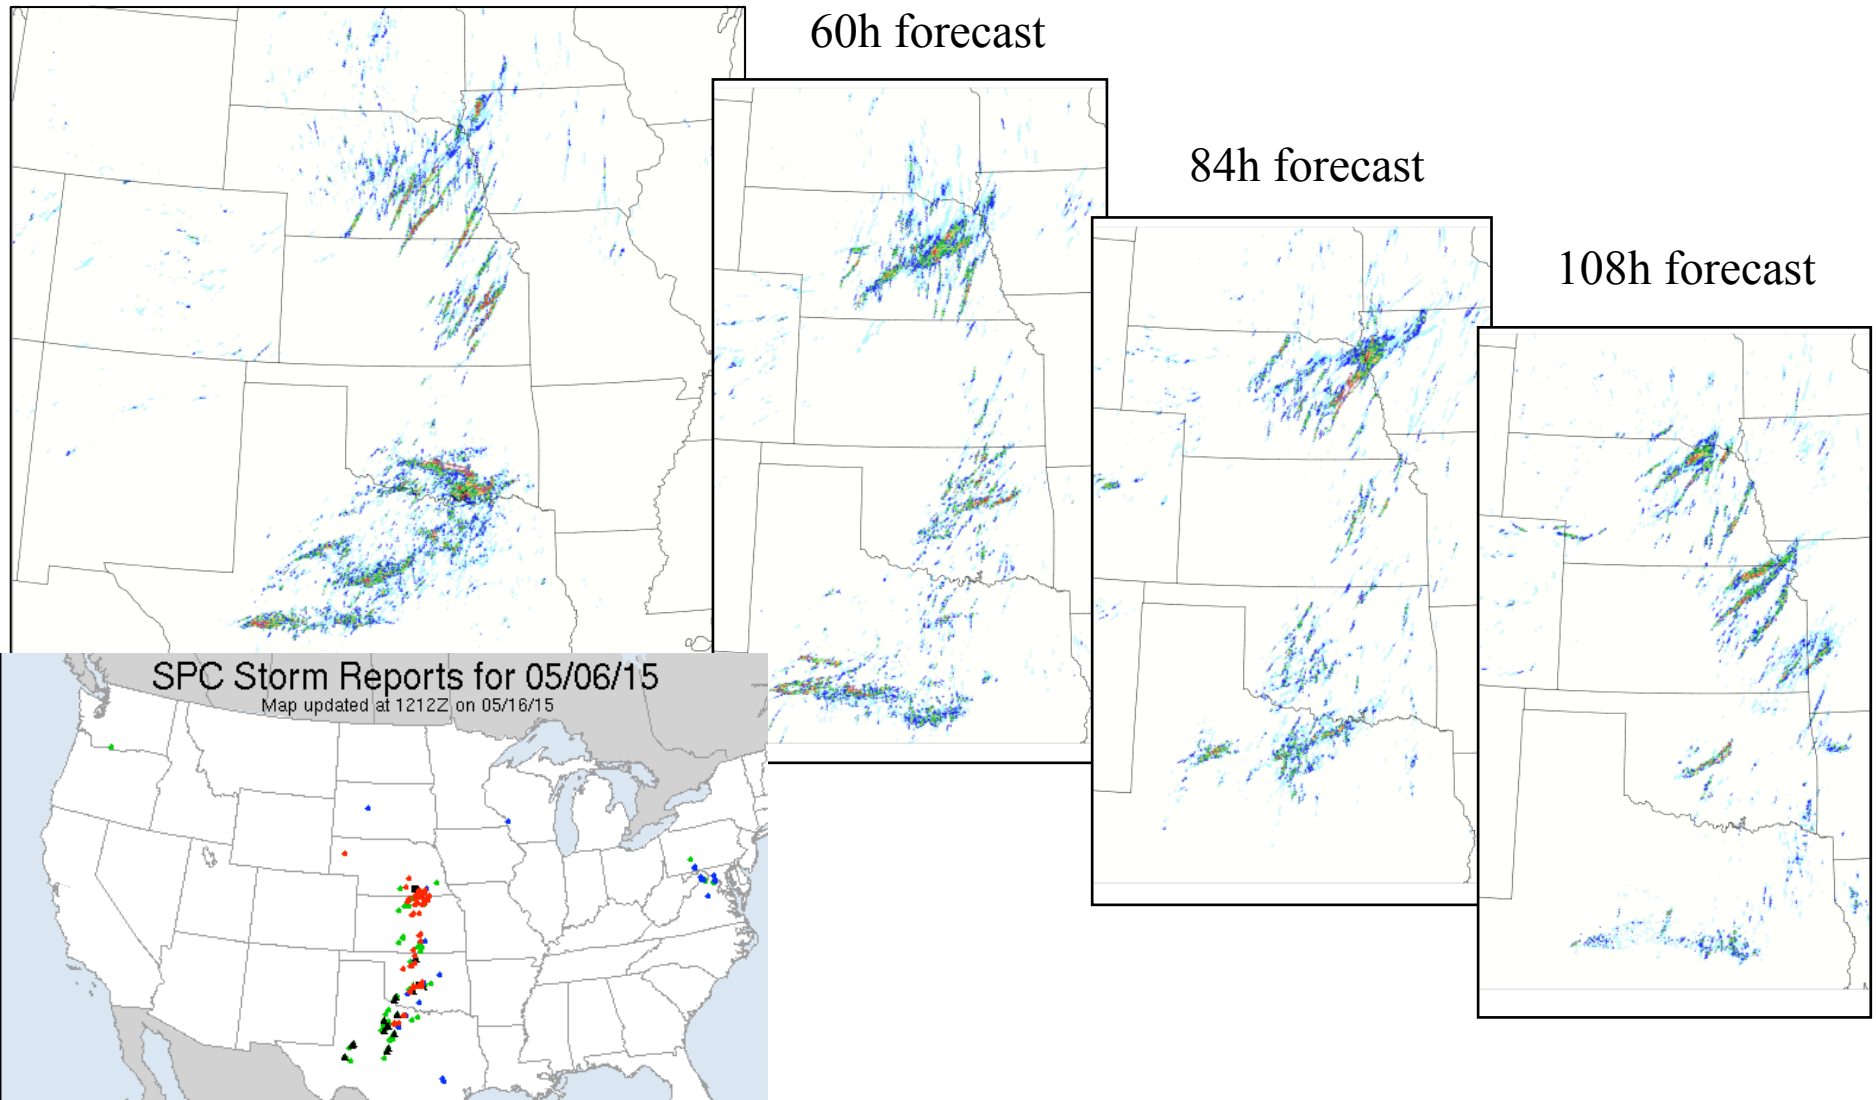 60h forecast
84h forecast
108h forecast
SPC Storm Reports for 05/06/15
Map updated at 1212Z on 05/16/15